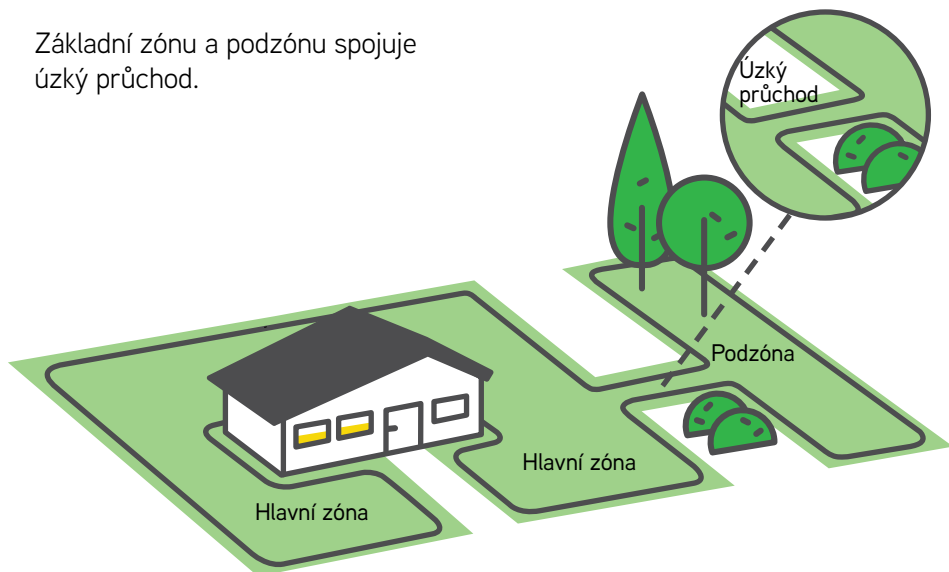 Základní zónu a podzónu spojuje
úzký průchod.
Úzký
průchod
Podzóna
Hlavní zóna
Hlavní zóna